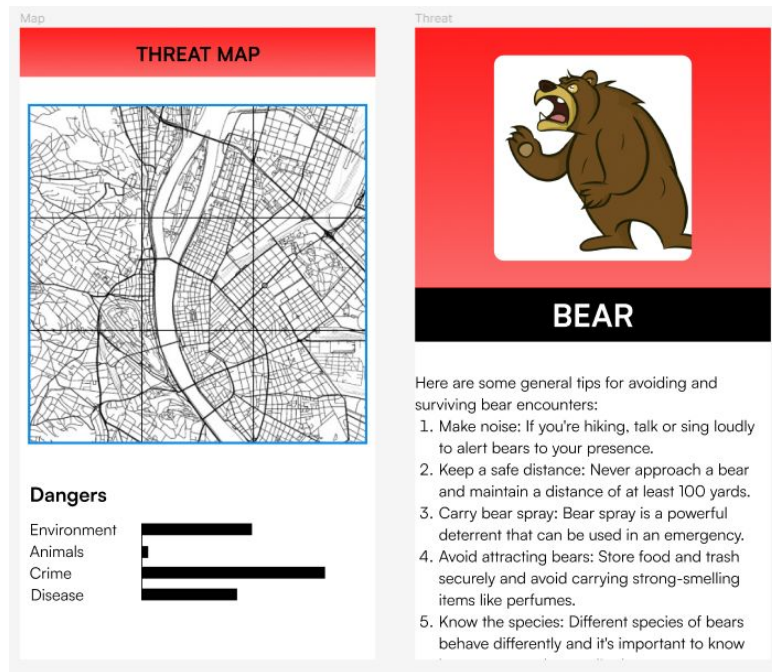 Map
THREAT MAP
Dangers
Environment
Animals
Crime
Disease
Threat
BEAR
Here are some general tips for avoiding and
surviving bear encounters:
1. Make noise: If you're hiking, talk or sing loudly
to alert bears to your presence.
2. Keep a safe distance: Never approach a bear
and maintain a distance of at least 100 yards.
3. Carry bear spray: Bear spray is a powerful
deterrent that can be used in an emergency.
4. Avoid attracting bears: Store food and trash
securely and avoid carrying strong-smelling
items like perfumes.
5. Know the species: Different species of bears
behave differently and it's important to know